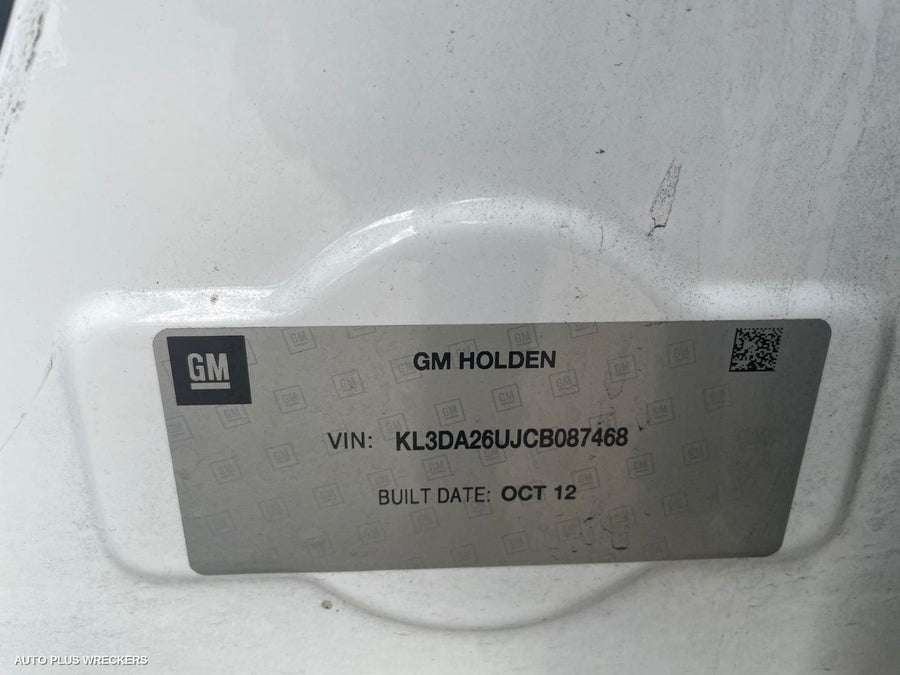 GM
GM HOLDEN
VIN: KL3DA26UJCB087468
BUILT DATE: OCT 12
AUTO PLUS WRECKERS